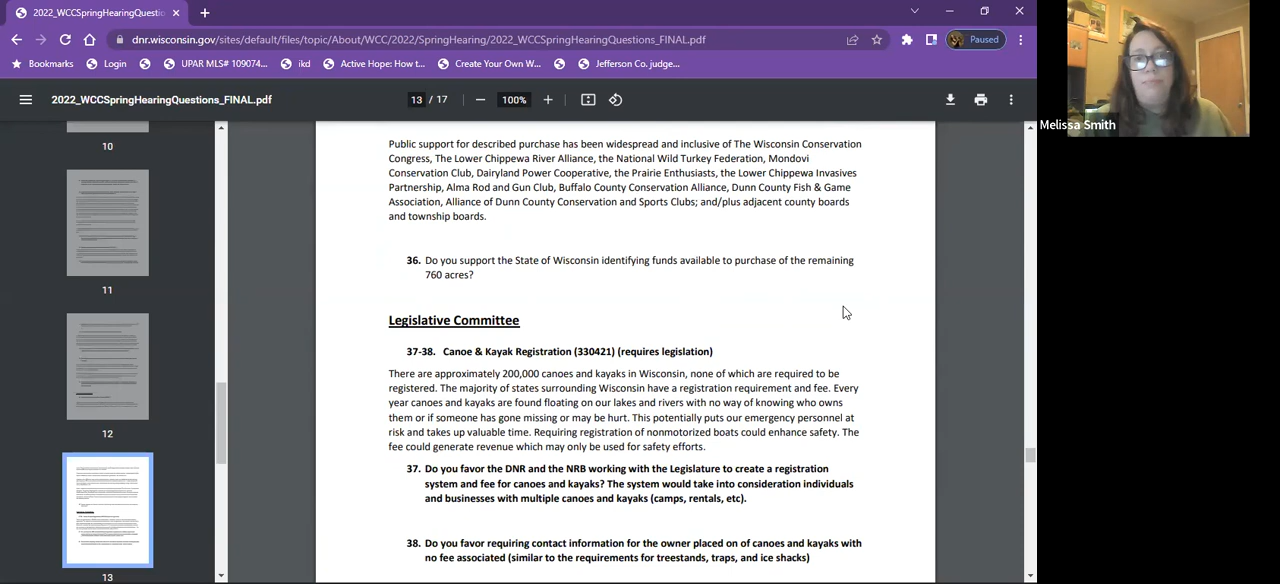 2022_WCCSpringHearingQuestio
dnr.wisconsin.gov/sites/default/files/topic/About/WCC/2022/SpringHearing/2022_WCCSpringHearingQuestions_FINAL.pdf
Paused
Bookmarks
Login
UPAR MLS# 109074...
ikd
Active Hope: How t...
Create Your Own W...
Jefferson Co. judge...
2022_WCCSpringHearingQuestions_FINAL.pdf
13 / 17
100%
10
11
12
13
Public support for described purchase has been widespread and inclusive of The Wisconsin Conservation
Congress, The Lower Chippewa River Alliance, the National Wild Turkey Federation, Mondovi
Conservation Club, Dairyland Power Cooperative, the Prairie Enthusiasts, the Lower Chippewa Invasives
Partnership, Alma Rod and Gun Club, Buffalo County Conservation Alliance, Dunn County Fish & Game
Association, Alliance of Dunn County Conservation and Sports Clubs; and/plus adjacent county boards
and township boards.
36. Do you support the State of Wisconsin identifying funds available to purchase of the remaining
760 acres?
Legislative Committee
37-38. Canoe & Kayak Registration (330421) (requires legislation)
There are approximately 200,000 canoes and kayaks in Wisconsin, none of which are required to be
registered. The majority of states surrounding Wisconsin have a registration requirement and fee. Every
year canoes and kayaks are found floating on our lakes and rivers with no way of knowing who owns
them or if someone has gone missing or may be hurt. This potentially puts our emergency personnel at
risk and takes up valuable time. Requiring registration of nonmotorized boats could enhance safety. The
fee could generate revenue which may only be used for safety efforts.
37. Do you favor the DNR and the NRB working with the Legislature to create a registration
system and fee for canoes and kayaks? The system would take into consideration individuals
and businesses with multiple canoes and kayaks (camps, rentals, etc).
38. Do you favor requiring contact information for the owner placed on of canoes and kayaks with
no fee associated (similar to the requirements for treestands, traps, and ice shacks)
Melissa Smith